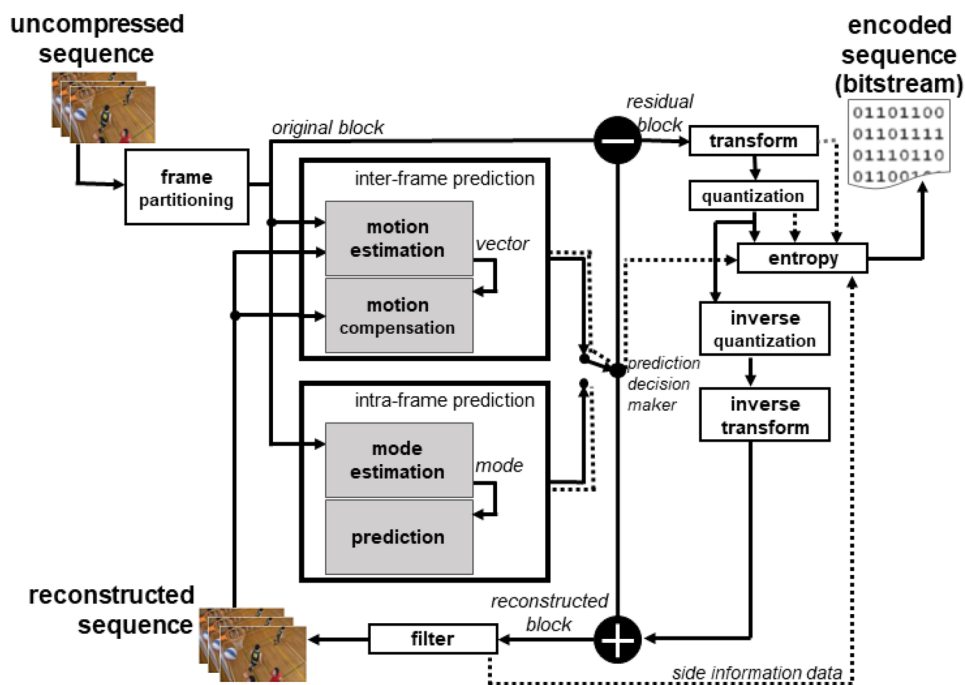 uncompressed
sequence
encoded
sequence
(bitstream)
01101100
01101111
01110110
original block
residual
block
frame
partitioning
transform
quantization
entropy
inter-frame prediction
motion
estimation
vector
motion
compensation
inverse
quantization
prediction
decision
maker
inverse
transform
intra-frame prediction
mode
estimation
mode
prediction
reconstructed
sequence
reconstructed
block
filter
side information data